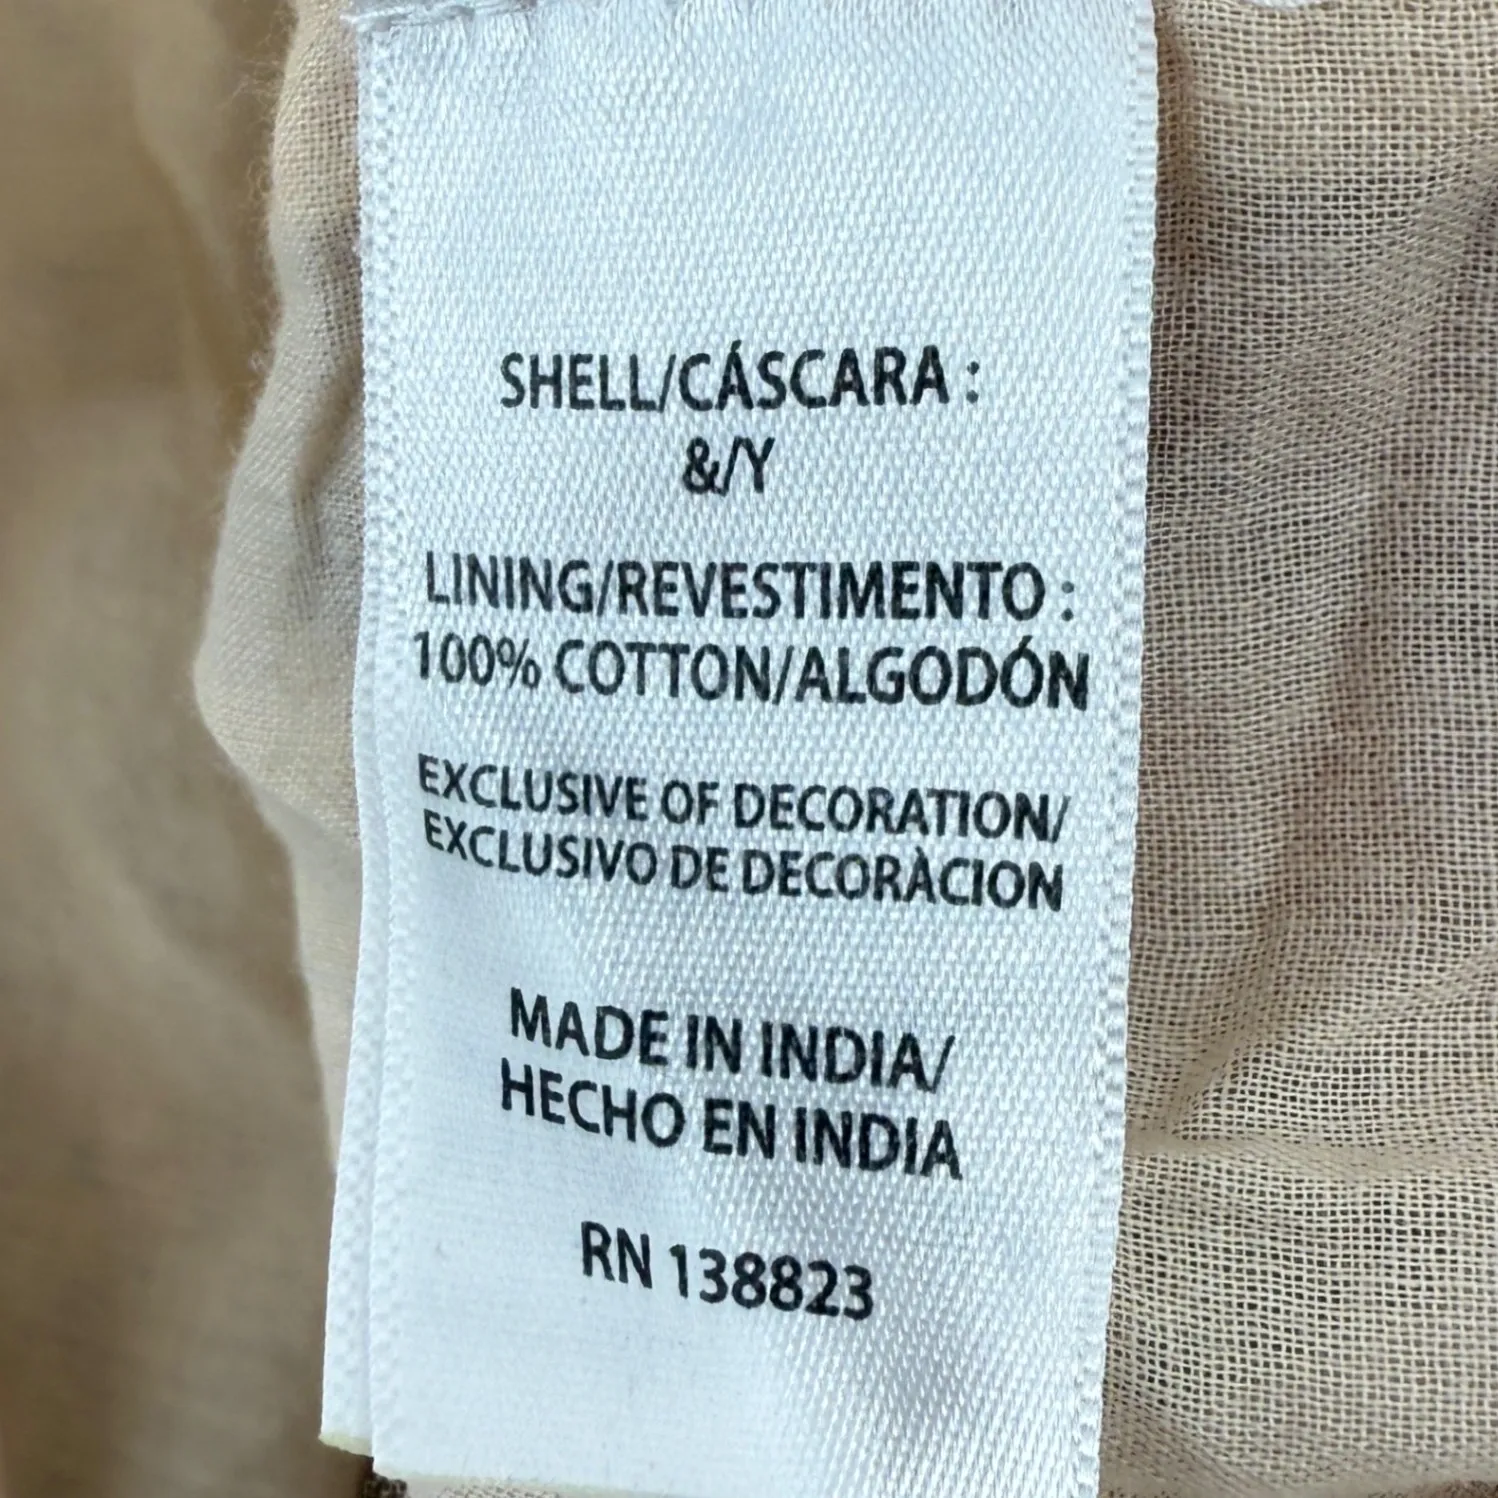 SHELL/CÁSCARA :
&/Y
LINING/REVESTIMENTO :
100% COTTON/ALGODÓN
EXCLUSIVE OF DECORATION/
EXCLUSIVO DE DECORÀCION
MADE IN INDIA/
HECHO EN INDIA
RN 138823